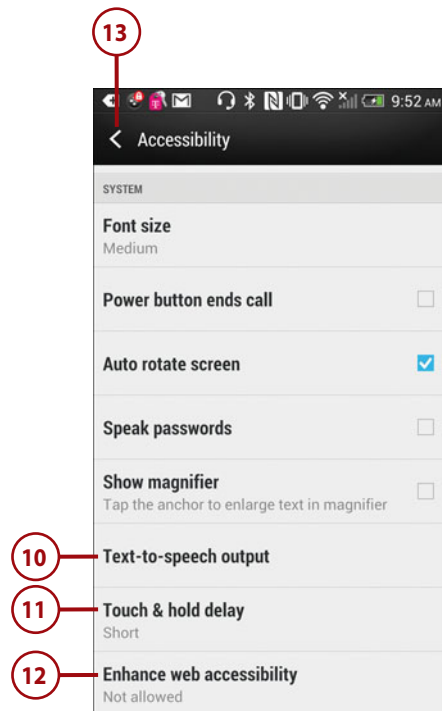 13
9:52 AM
Accessibility
SYSTEM
Font size
Medium
Power button ends call
Auto rotate screen
Speak passwords
Show magnifier
Tap the anchor to enlarge text in magnifier
10 Text-to-speech output
11 Touch & hold delay
Short
12 Enhance web accessibility
Not allowed